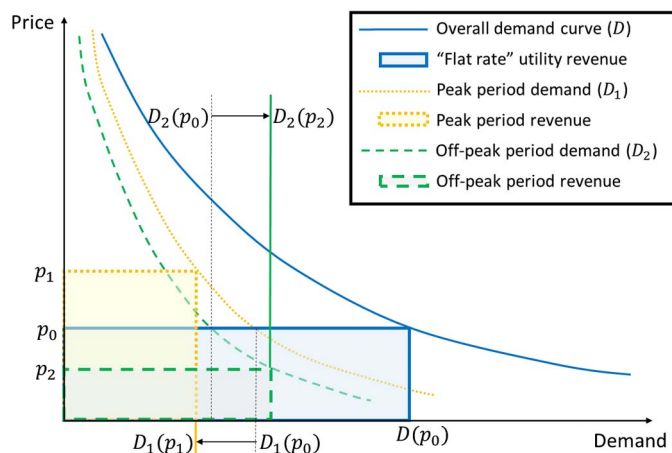 Price
Overall demand curve (D)
“Flat rate” utility revenue
Peak period demand (D₁)
Peak period revenue
Off-peak period demand (D₂)
Off-peak period revenue
D₂(p₀)
D₂(p₂)
p₁
p₀
p₂
D₁(p₁)
D₁(p₀)
D(p₀)
Demand